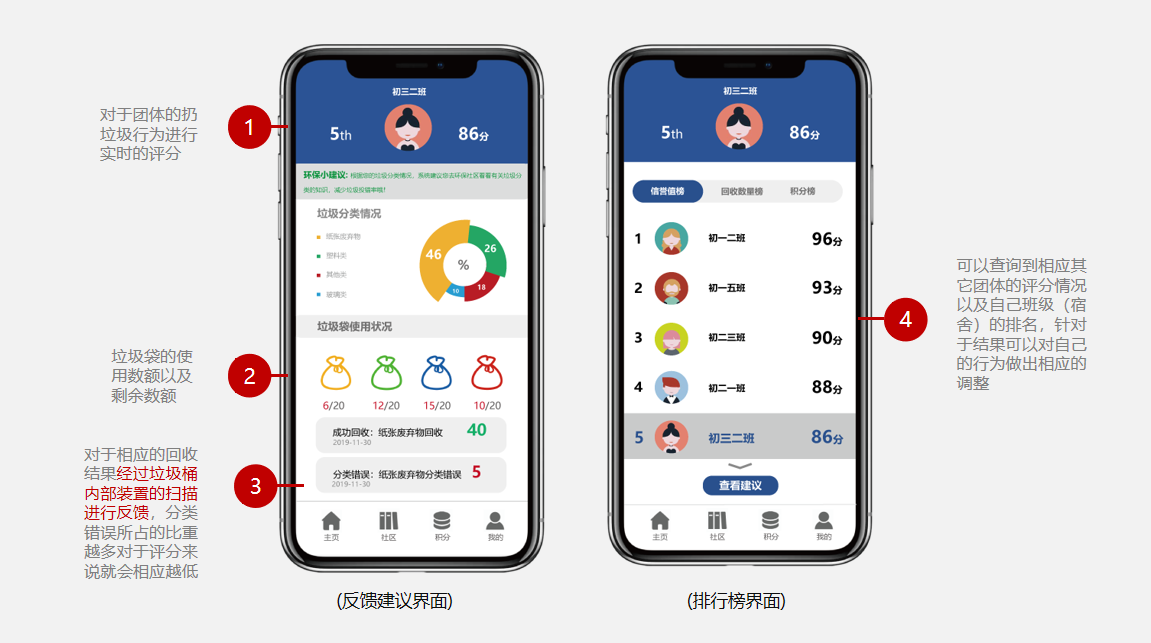 对于团体的扔
垃圾行为进行
实时的评分
1
垃圾袋的使
用数额以及
剩余数额
2
对于相应的回收
结果经过垃圾桶
内部装置的扫描
进行反馈，分类
错误所占的比重
越多对于评分来
说就会相应越低
3
初三二班
5th
86分
环保小建议: 根据您的垃圾分类情况，系统建议您去环保社区看看有关垃圾分
类的知识，减少垃圾投错率哦!
垃圾分类情况
纸张废弃物
塑料类
其他类
玻璃类
46
26
%
10
18
垃圾袋使用状况
6/20
12/20
15/20
10/20
成功回收：纸张废弃物回收
40
2019-11-30
分类错误：纸张废弃物分类错误
5
2019-11-30
主页
社区
积分
我的
(反馈建议界面)
初三二班
5th
86分
信誉值榜
回收数量榜
积分榜
1 初一二班 96分
2 初一五班 93分
3 初二三班 90分
4 初二一班 88分
5 初三二班 86分
查看建议
主页
社区
积分
我的
(排行榜界面)
4
可以查询到相应其
它团体的评分情况
以及自己班级（宿
舍）的排名，针对
于结果可以对自己
的行为做出相应的
调整